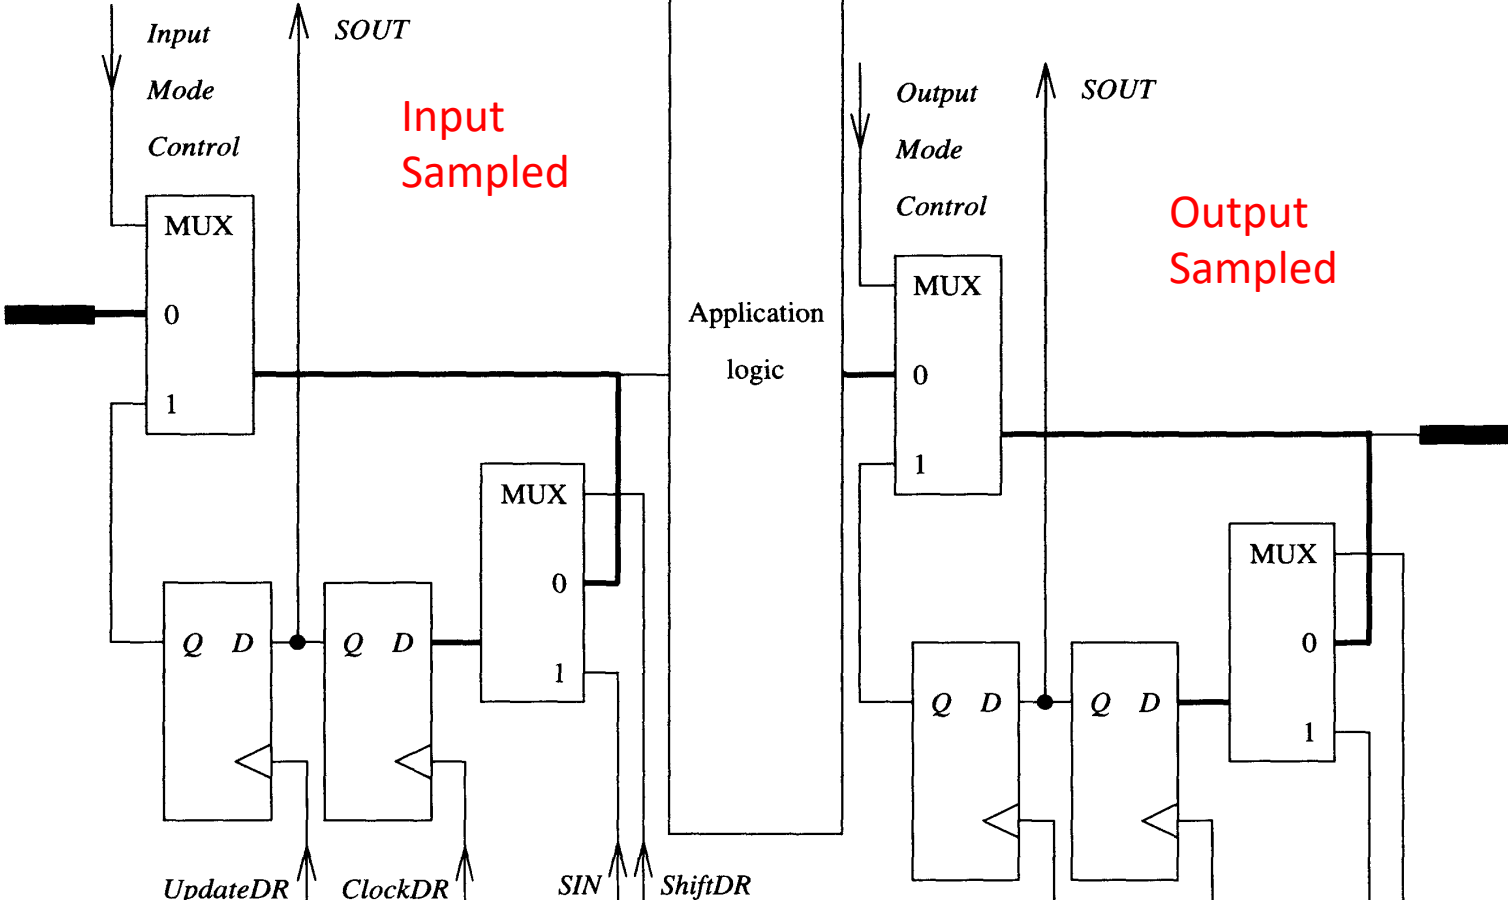 Input
Mode
Control
SOUT
Input
Sampled
MUX
0
1
MUX
0
1
Q D
Q D
UpdateDR
ClockDR
SIN
ShiftDR
Application
logic
Output
Mode
Control
SOUT
Output
Sampled
MUX
0
1
MUX
0
1
Q D
Q D